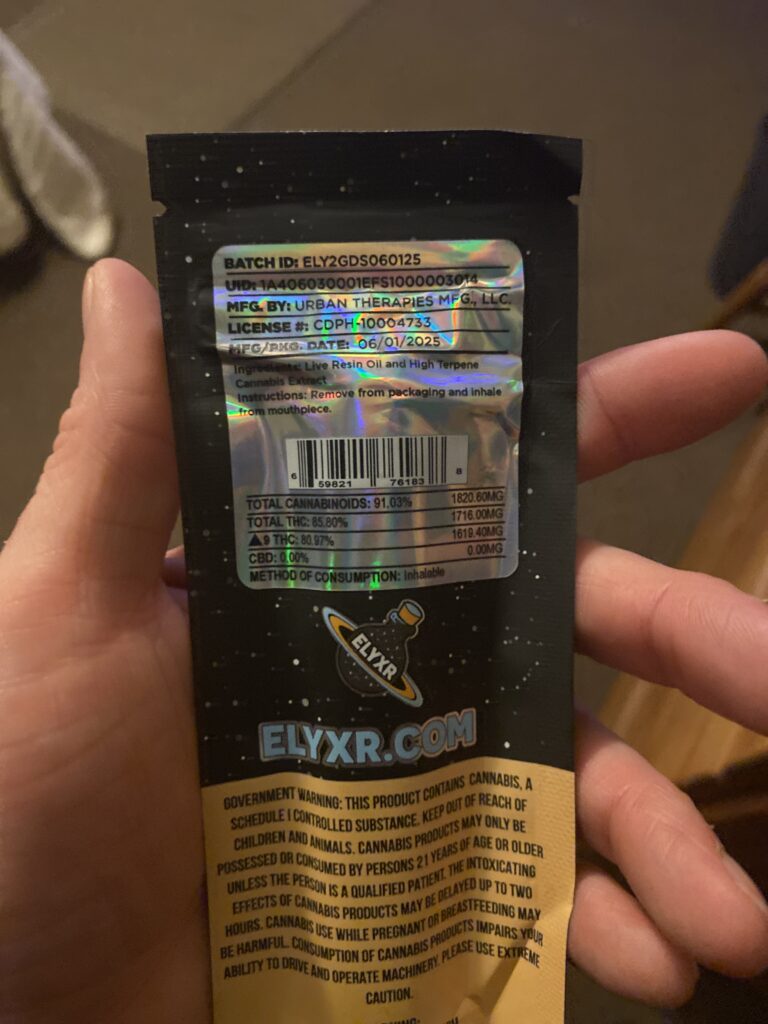 BATCH ID: ELY2GDS060125
UID: 1A406030001EFS1000003014
MFG. BY: URBAN THERAPIES MFG., LLC.
LICENSE #: CDPH-10004733
MFG/PKG. DATE: 06/01/2025
Ingredients: Live Resin Oil and High Terpene
Cannabis Extract
Instructions: Remove from packaging and inhale
from mouthpiece.
6 59821 76183 8
TOTAL CANNABINOIDS: 91.03% 1820.60MG
TOTAL THC: 85.80% 1716.00MG
▲9 THC: 80.97% 1619.40MG
CBD: 0.00% 0.00MG
METHOD OF CONSUMPTION: Inhalable
ELYXR
ELYXR.COM
GOVERNMENT WARNING: THIS PRODUCT CONTAINS CANNABIS, A
SCHEDULE I CONTROLLED SUBSTANCE. KEEP OUT OF REACH OF
CHILDREN AND ANIMALS. CANNABIS PRODUCTS MAY ONLY BE
POSSESSED OR CONSUMED BY PERSONS 21 YEARS OF AGE OR OLDER
UNLESS THE PERSON IS A QUALIFIED PATIENT. THE INTOXICATING
EFFECTS OF CANNABIS PRODUCTS MAY BE DELAYED UP TO TWO
HOURS. CANNABIS USE WHILE PREGNANT OR BREASTFEEDING MAY
BE HARMFUL. CONSUMPTION OF CANNABIS PRODUCTS IMPAIRS YOUR
ABILITY TO DRIVE AND OPERATE MACHINERY. PLEASE USE EXTREME
CAUTION.